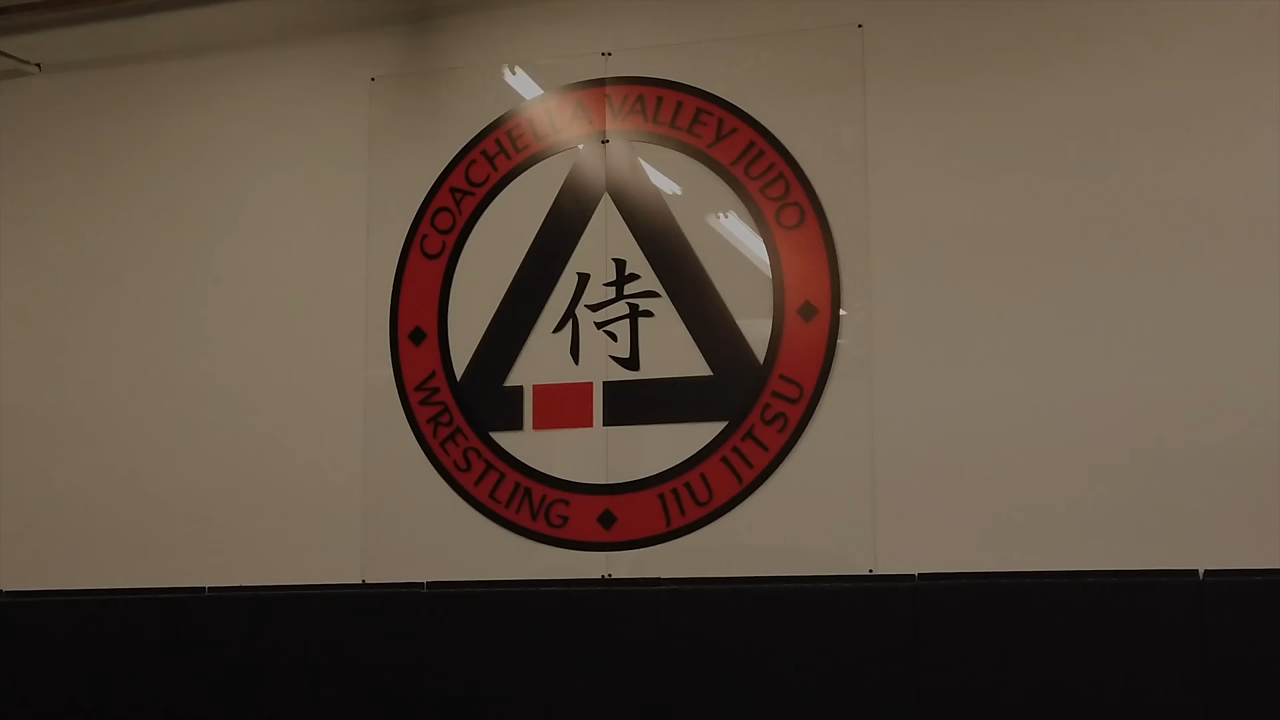 COACHELLA VALLEY JUDO
侍
WRESTLING ◆ JIU JITSU